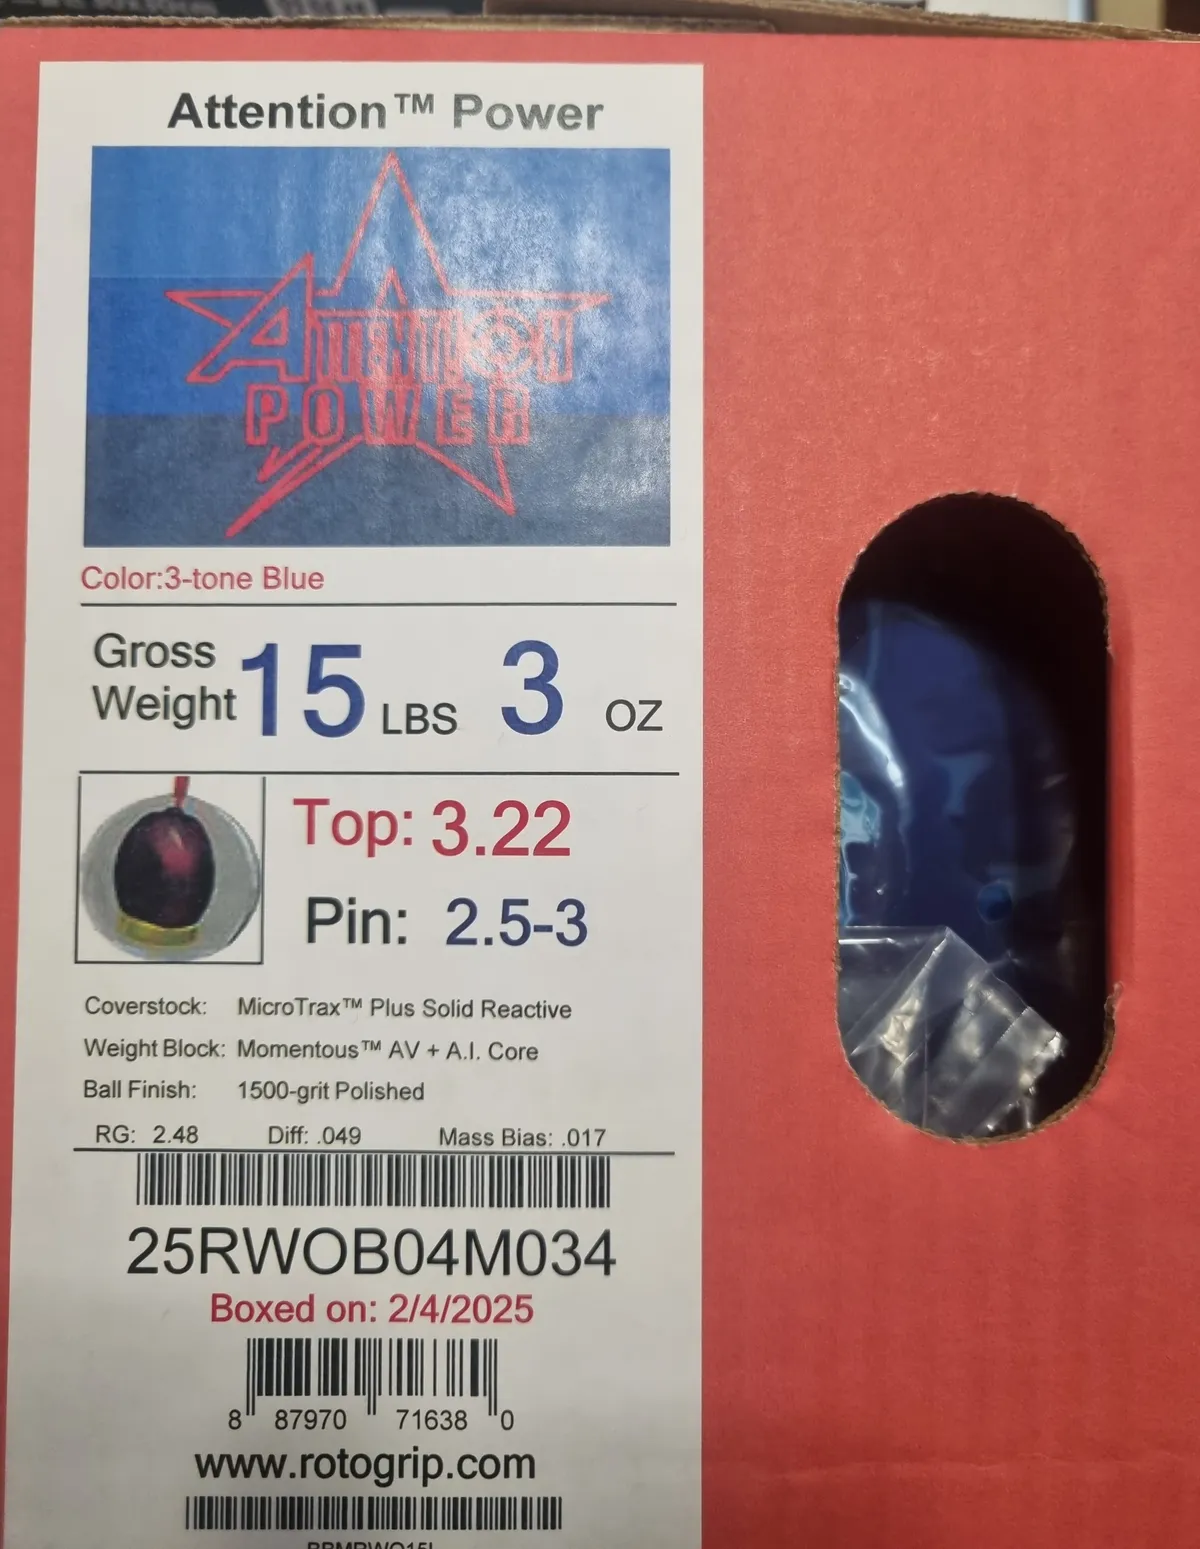 Attention™ Power
ATTENTION
POWER
Color:3-tone Blue
Gross Weight 15 LBS 3 OZ
Top: 3.22
Pin: 2.5-3
Coverstock: MicroTrax™ Plus Solid Reactive
Weight Block: Momentous™ AV + A.I. Core
Ball Finish: 1500-grit Polished
RG: 2.48 Diff: .049 Mass Bias: .017
25RWOB04M034
Boxed on: 2/4/2025
8 87970 71638 0
www.rotogrip.com